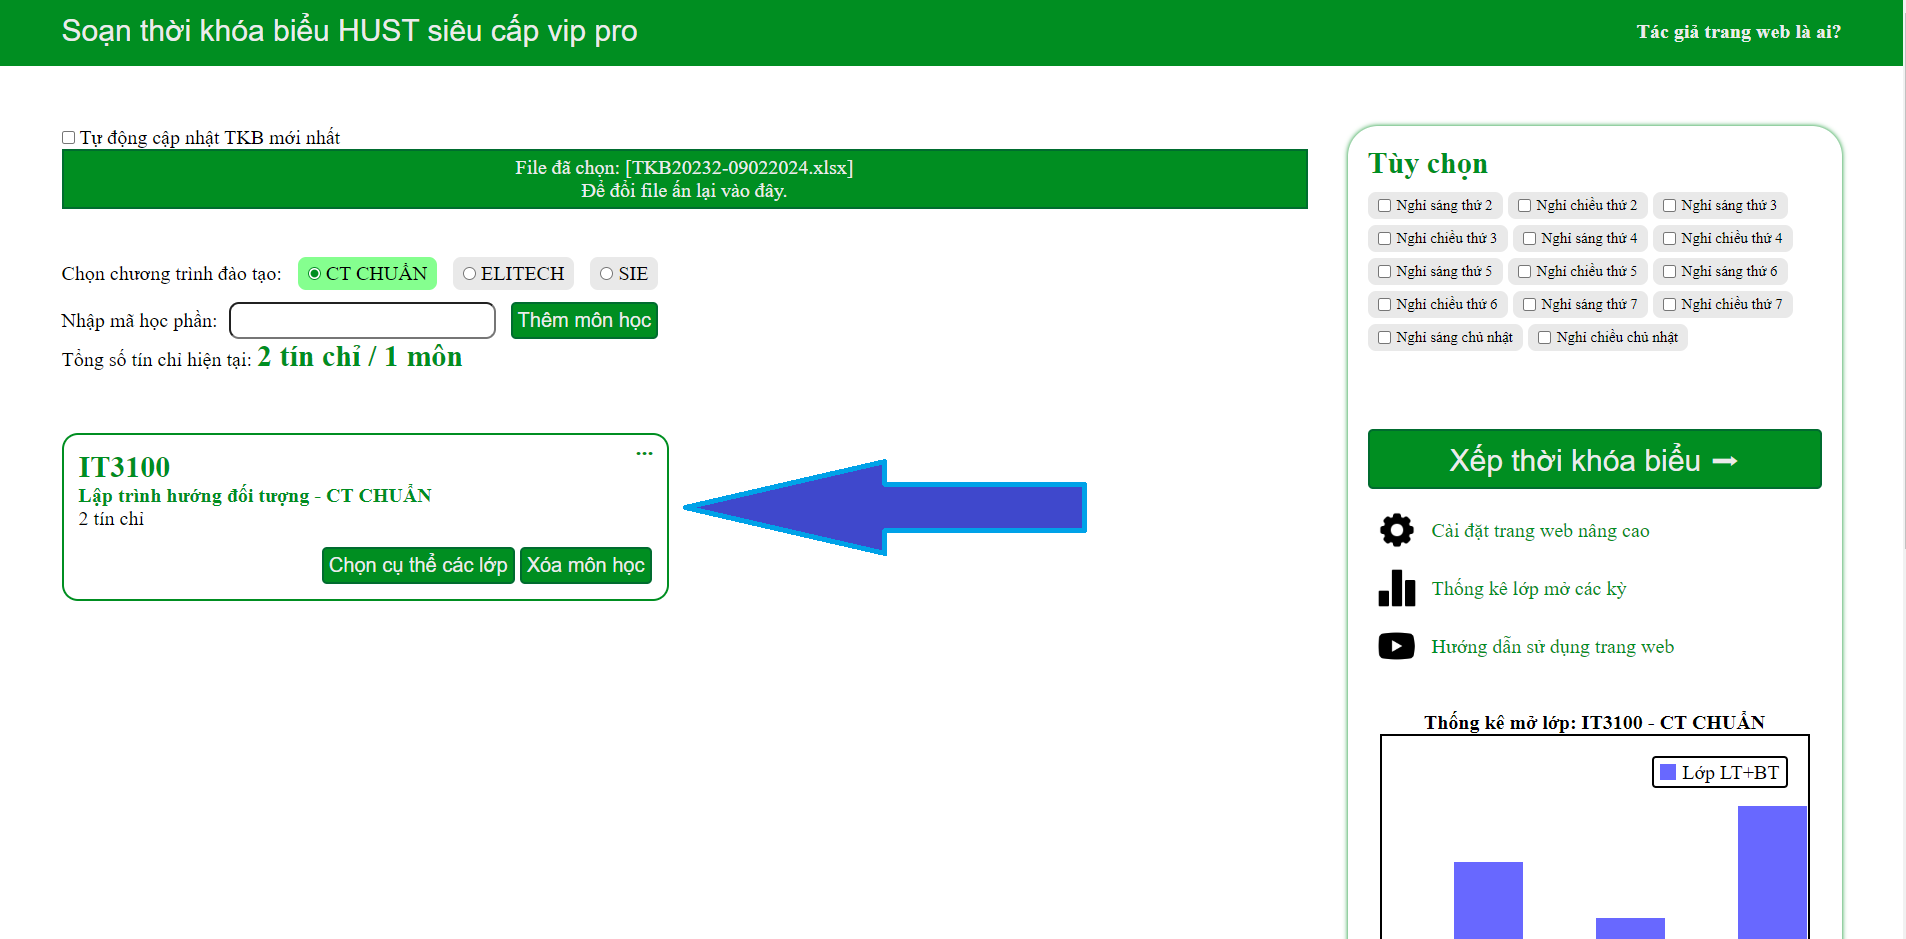 Soạn thời khóa biểu HUST siêu cấp vip pro
Tác giả trang web là ai?
Tự động cập nhật TKB mới nhất
File đã chọn: [TKB20232-09022024.xlsx]
Để đổi file ấn lại vào đây.
Chọn chương trình đào tạo: CT CHUẨN ELITECH SIE
Nhập mã học phần: Thêm môn học
Tổng số tín chỉ hiện tại: 2 tín chỉ / 1 môn
IT3100
...
Lập trình hướng đối tượng - CT CHUẨN
2 tín chỉ
Chọn cụ thể các lớp Xóa môn học
Tùy chọn
Nghỉ sáng thứ 2 Nghỉ chiều thứ 2 Nghỉ sáng thứ 3
Nghỉ chiều thứ 3 Nghỉ sáng thứ 4 Nghỉ chiều thứ 4
Nghỉ sáng thứ 5 Nghỉ chiều thứ 5 Nghỉ sáng thứ 6
Nghỉ chiều thứ 6 Nghỉ sáng thứ 7 Nghỉ chiều thứ 7
Nghỉ sáng chủ nhật Nghỉ chiều chủ nhật
Xếp thời khóa biểu ➞
Cài đặt trang web nâng cao
Thống kê lớp mở các kỳ
Hướng dẫn sử dụng trang web
Thống kê mở lớp: IT3100 - CT CHUẨN
Lớp LT+BT